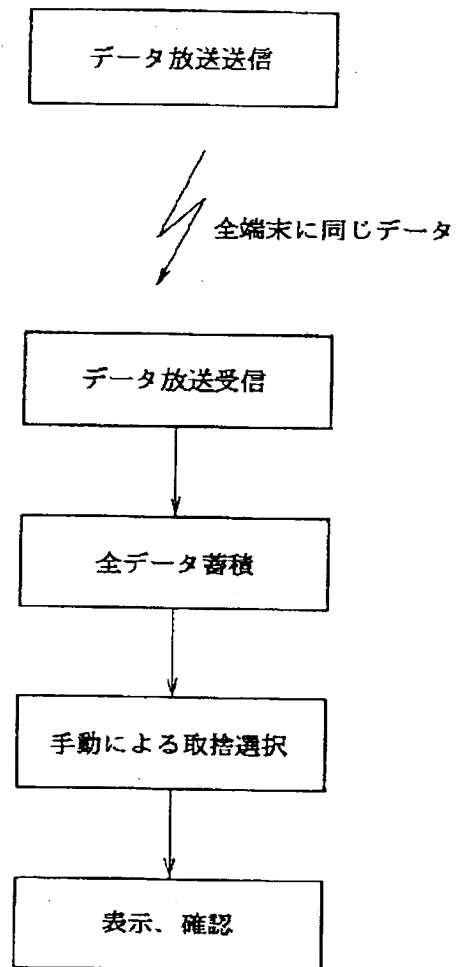 データ放送送信
全端末に同じデータ
データ放送受信
全データ蓄積
手動による取捨選択
表示、確認